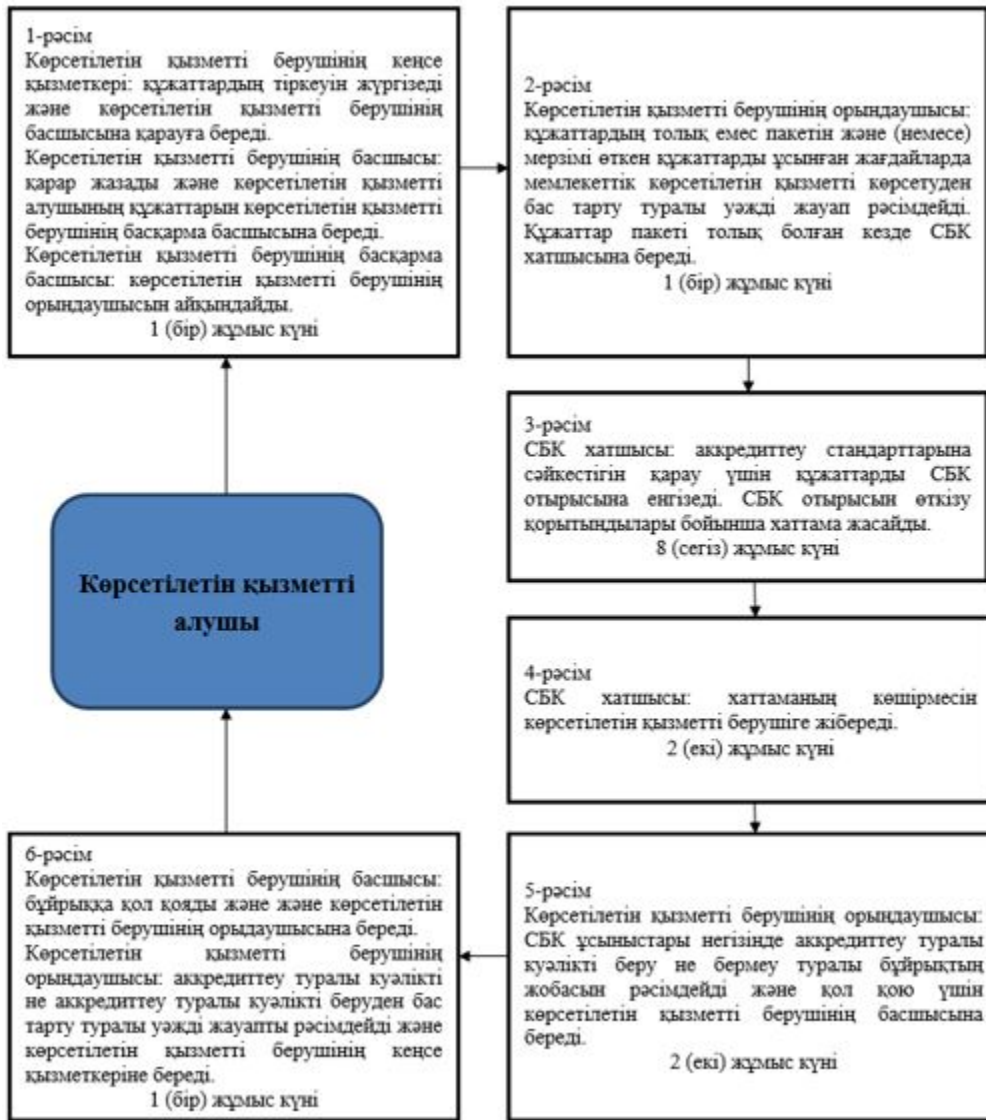 1-рәсім
Көрсетілетін қызметті берушінің кеңсе
қызметкері: құжаттардың тіркеуін жүргізеді
және көрсетілетін қызметті берушінің
басшысына қарауға береді.
Көрсетілетін қызметті берушінің басшысы:
қарар жазады және көрсетілетін қызметті
алушының құжаттарын көрсетілетін қызметті
берушінің басқарма басшысына береді.
Көрсетілетін қызметті берушінің басқарма
басшысы: көрсетілетін қызметті берушінің
орындаушысын айқындайды.
1 (бір) жұмыс күні
2-рәсім
Көрсетілетін қызметті берушінің орындаушысы:
құжаттардың толық емес пакетін және (немесе)
мерзімі өткен құжаттарды ұсынған жағдайларда
мемлекеттік көрсетілетін қызметті көрсетуден
бас тарту туралы уәжді жауап рәсімдейді.
Құжаттар пакеті толық болған кезде СБК
хатшысына береді.
1 (бір) жұмыс күні
3-рәсім
СБК хатшысы: аккредиттеу стандарттарына
сәйкестігін қарау үшін құжаттарды СБК
отырысына енгізеді. СБК отырысын өткізу
қорытындылары бойынша хаттама жасайды.
8 (сегіз) жұмыс күні
4-рәсім
СБК хатшысы: хаттаманың көшірмесін
көрсетілетін қызметті берушіге жібереді.
2 (екі) жұмыс күні
5-рәсім
Көрсетілетін қызметті берушінің орындаушысы:
СБК ұсыныстары негізінде аккредиттеу туралы
куәлікті беру не бермеу туралы бұйрықтың
жобасын рәсімдейді және қол қою үшін
көрсетілетін қызметті берушінің басшысына
береді.
2 (екі) жұмыс күні
6-рәсім
Көрсетілетін қызметті берушінің басшысы:
бұйрыққа қол қояды және және көрсетілетін
қызметті берушінің орыдаушысына береді.
Көрсетілетін қызметті берушінің
орындаушысы: аккредиттеу туралы куәлікті
не аккредиттеу туралы куәлікті беруден бас
тарту туралы уәжді жауапты рәсімдейді және
көрсетілетін қызметті берушінің кеңсе
қызметкеріне береді.
1 (бір) жұмыс күні
Көрсетілетін қызметті
алушы